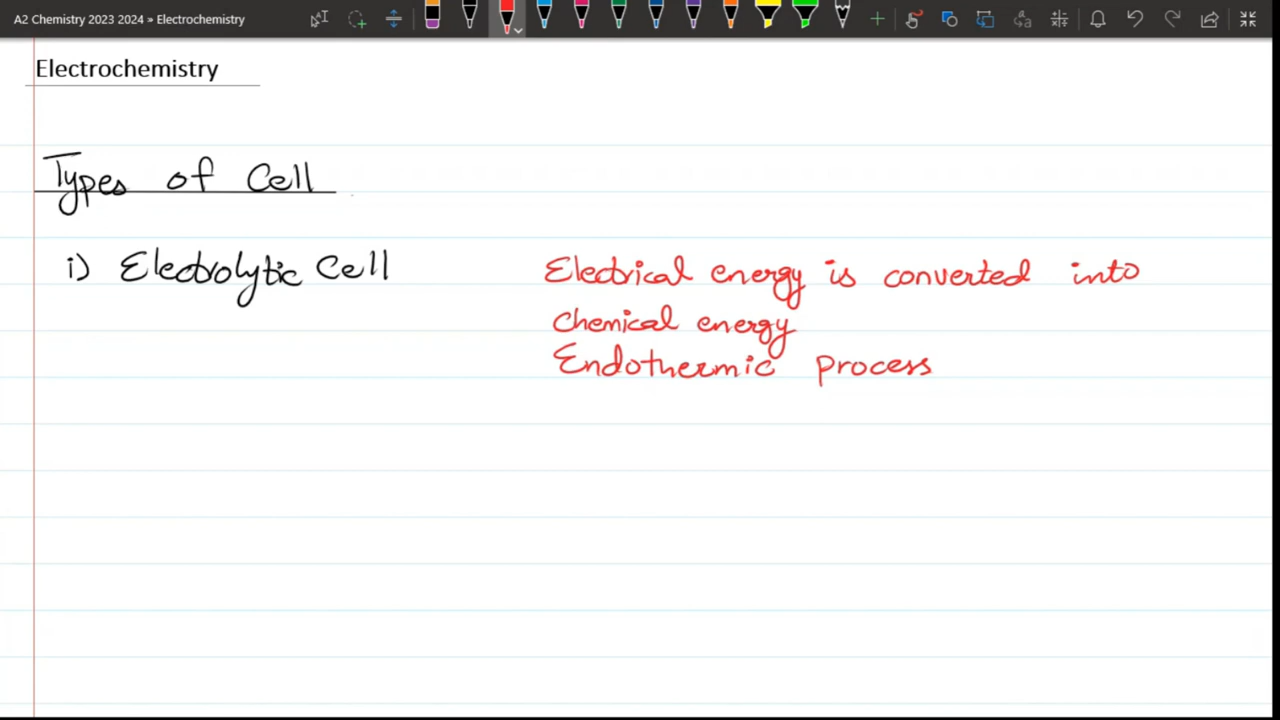 A2 Chemistry 2023 2024 » Electrochemistry
Electrochemistry
Types of Cell
i) Electrolytic Cell
Electrical energy is converted into
chemical energy
Endothermic process